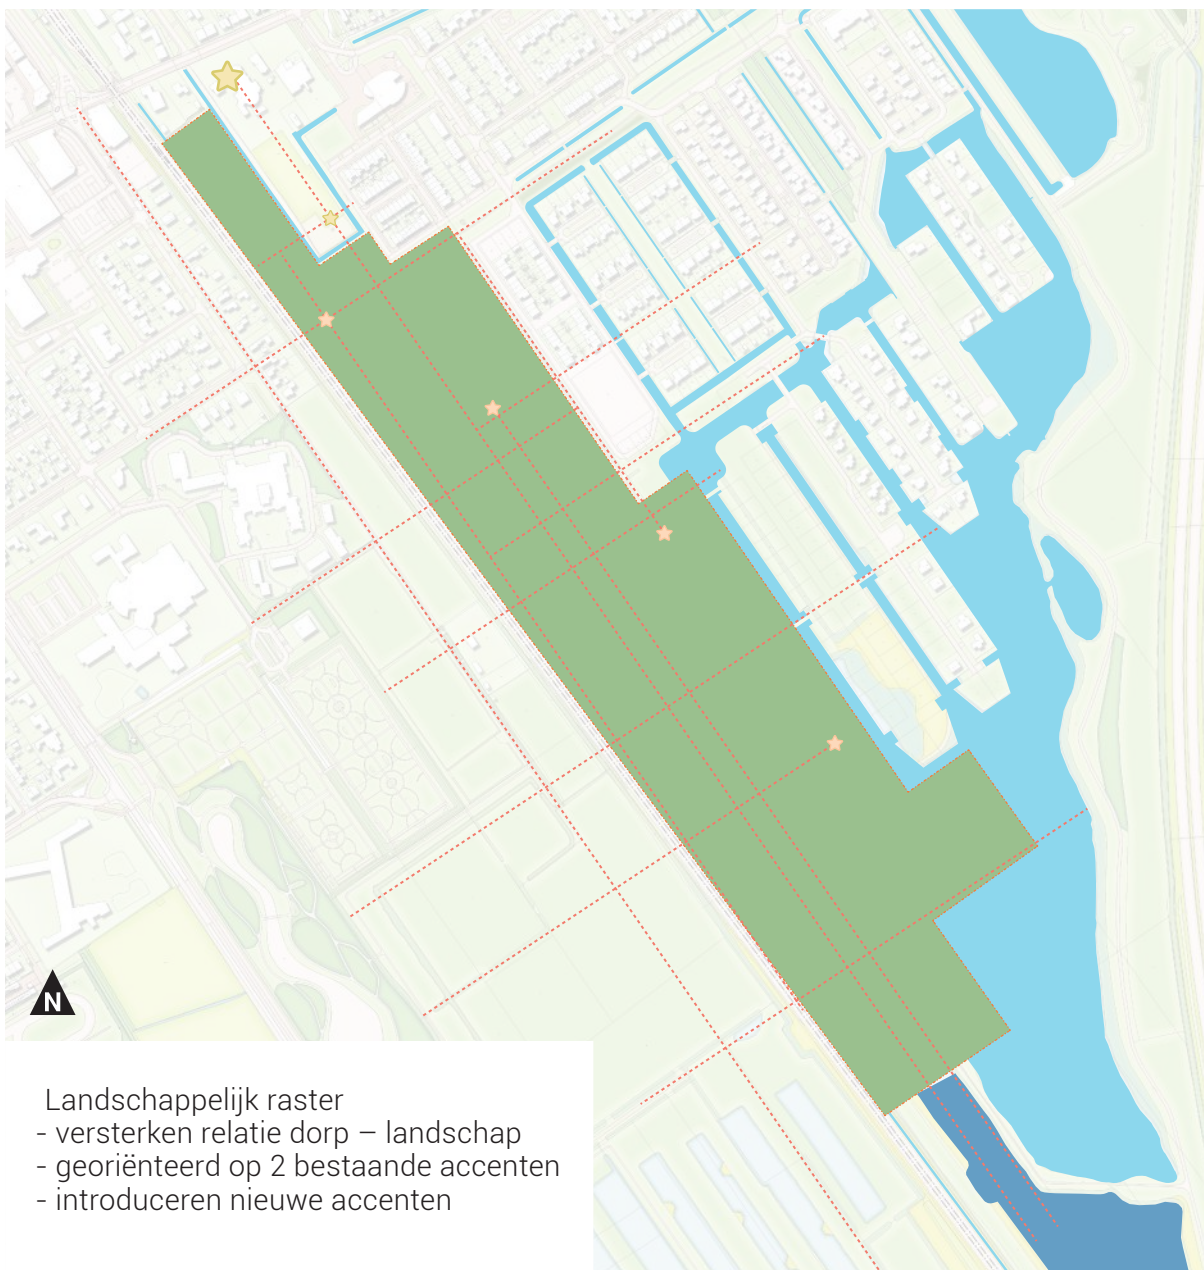 N
Landschappelijk raster
- versterken relatie dorp – landschap
- georiënteerd op 2 bestaande accenten
- introduceren nieuwe accenten